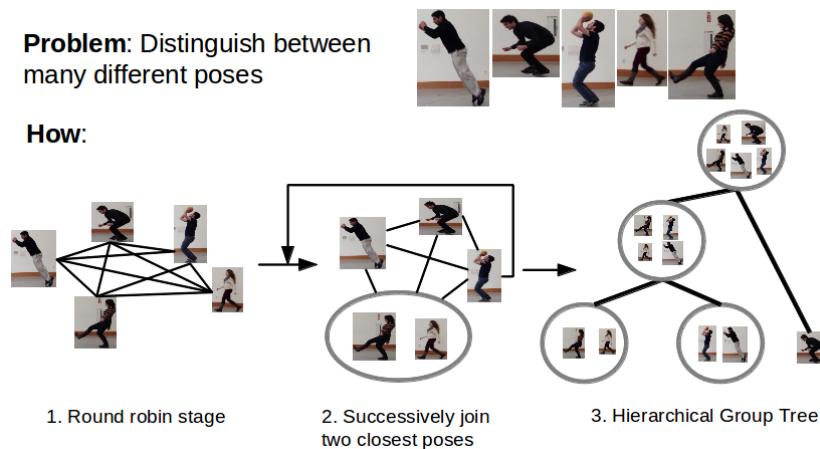 Problem: Distinguish between
many different poses
How:
1. Round robin stage
2. Successively join
two closest poses
3. Hierarchical Group Tree